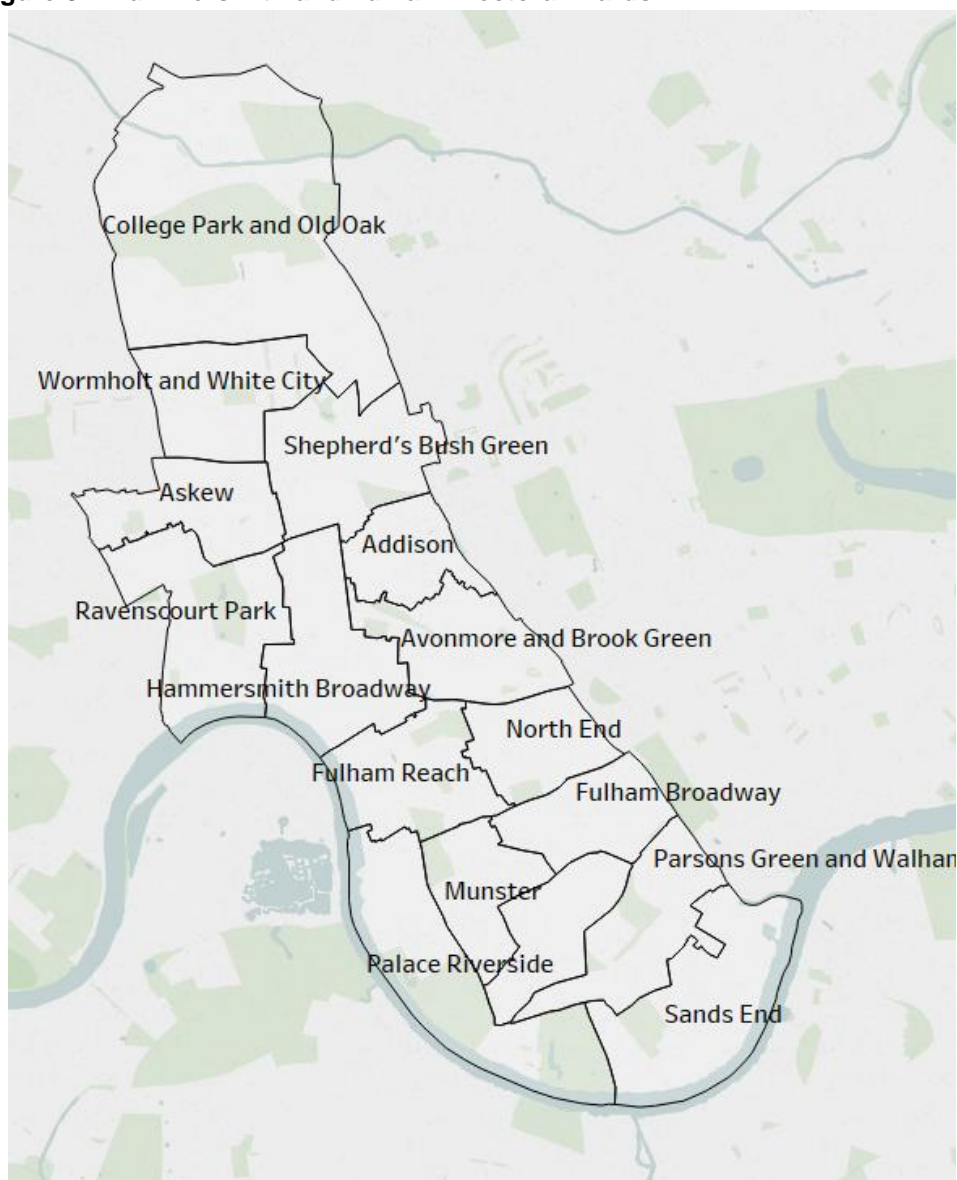 College Park and Old Oak
Wormholt and White City
Shepherd's Bush Green
Askew
Addison
Ravenscourt Park
Avonmore and Brook Green
Hammersmith Broadway
North End
Fulham Reach
Fulham Broadway
Parsons Green and Walham
Munster
Palace Riverside
Sands End